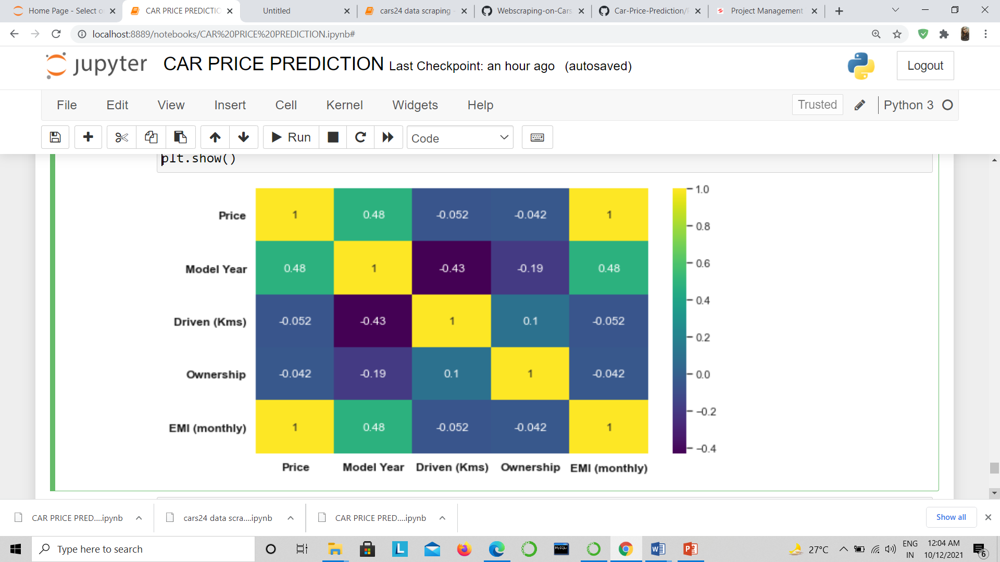 Home Page - Select o
CAR PRICE PREDICTIO
Untitled
cars24 data scraping -
Webscraping-on-Cars
Car-Price-Prediction/
Project Management
localhost:8889/notebooks/CAR%20PRICE%20PREDICTION.ipynb#
jupyter CAR PRICE PREDICTION Last Checkpoint: an hour ago (autosaved)
Logout
File Edit View Insert Cell Kernel Widgets Help
Trusted
Python 3
Run
Code
plt.show()
Price 1 0.48 -0.052 -0.042 1
Model Year 0.48 1 -0.43 -0.19 0.48
Driven (Kms) -0.052 -0.43 1 0.1 -0.052
Ownership -0.042 -0.19 0.1 1 -0.042
EMI (monthly) 1 0.48 -0.052 -0.042 1
Price Model Year Driven (Kms) Ownership EMI (monthly)
1.0
0.8
0.6
0.4
0.2
0.0
−0.2
−0.4
CAR PRICE PRED....ipynb
cars24 data scra....ipynb
CAR PRICE PRED....ipynb
Show all
Type here to search
L
MySQL
27°C
ENG
IN
12:04 AM
10/12/2021
6